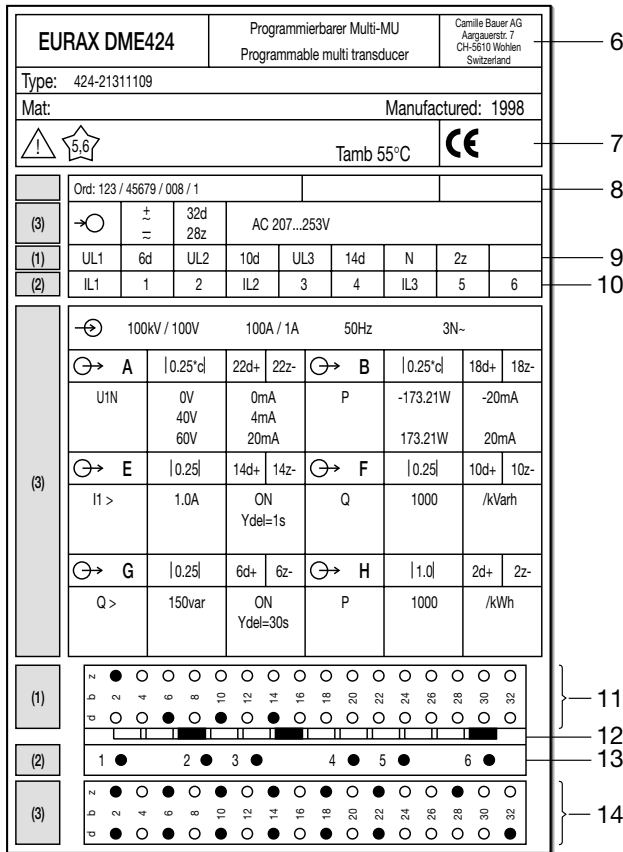 EURAX DME424
Programmierbarer Multi-MU
Programmable multi transducer
Camille Bauer AG
Aargauerstr. 7
CH-5610 Wohlen
Switzerland
6
Type: 424-21311109
Mat: Manufactured: 1998
! 5,6 Tamb 55°C CE 7
Ord: 123 / 45679 / 008 / 1 8
(3) 32d AC 207...253V
28z
(1) UL1 6d UL2 10d UL3 14d N 2z 9
(2) IL1 1 2 IL2 3 4 IL3 5 6 10
(3)
100kV / 100V 100A / 1A 50Hz 3N~
A |0.25*c| 22d+ 22z- B |0.25*c| 18d+ 18z-
U1N 0V 0mA P -173.21W -20mA
40V 4mA
60V 20mA 173.21W 20mA
E |0.25| 14d+ 14z- F |0.25| 10d+ 10z-
I1 > 1.0A ON Q 1000 /kVarh
Ydel=1s
G |0.25| 6d+ 6z- H |1.0| 2d+ 2z-
Q > 150var ON P 1000 /kWh
Ydel=30s
(1) z
b 2 4 6 8 10 12 14 16 18 20 22 24 26 28 30 32 11
d
12
(2) 1 2 3 4 5 6 13
(3) z
b 2 4 6 8 10 12 14 16 18 20 22 24 26 28 30 32 14
d